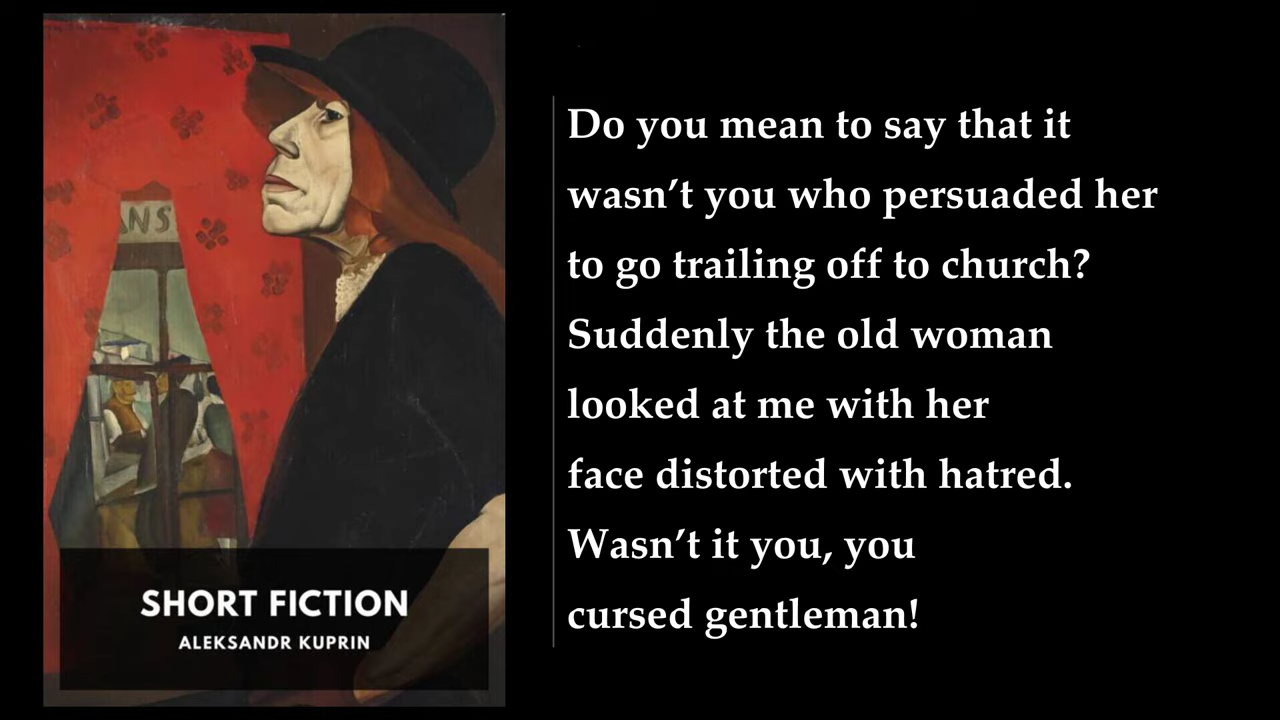 ANS
SHORT FICTION
ALEKSANDR KUPRIN
Do you mean to say that it
wasn’t you who persuaded her
to go trailing off to church?
Suddenly the old woman
looked at me with her
face distorted with hatred.
Wasn’t it you, you
cursed gentleman!